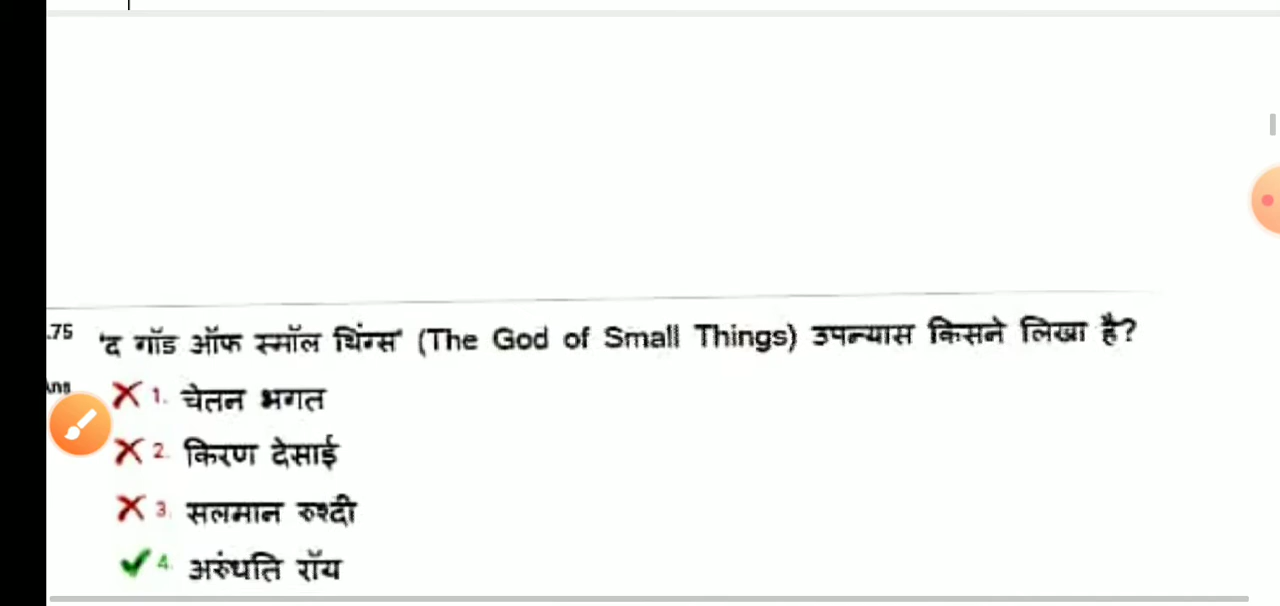 .75 'द गॉड ऑफ स्मॉल थिंग्स' (The God of Small Things) उपन्यास किसने लिखा है?
Ans
1. चेतन भगत
2. किरण देसाई
3. सलमान रुश्दी
4. अरुंधति रॉय